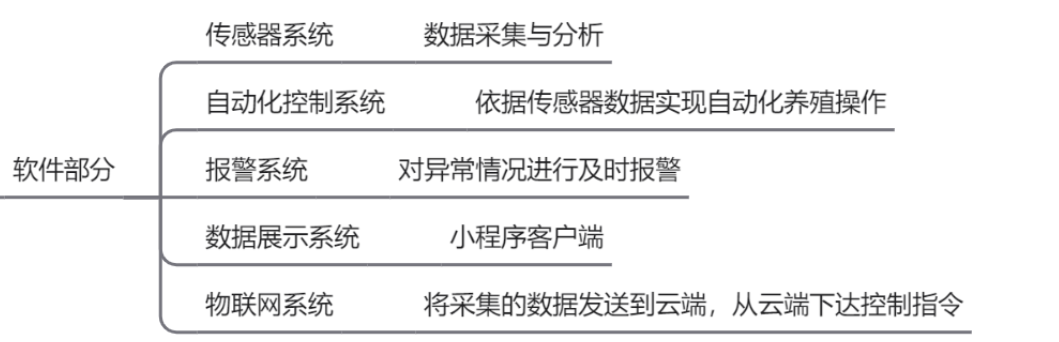 传感器系统 数据采集与分析
自动化控制系统 依据传感器数据实现自动化养殖操作
软件部分 报警系统 对异常情况进行及时报警
数据展示系统 小程序客户端
物联网系统 将采集的数据发送到云端，从云端下达控制指令